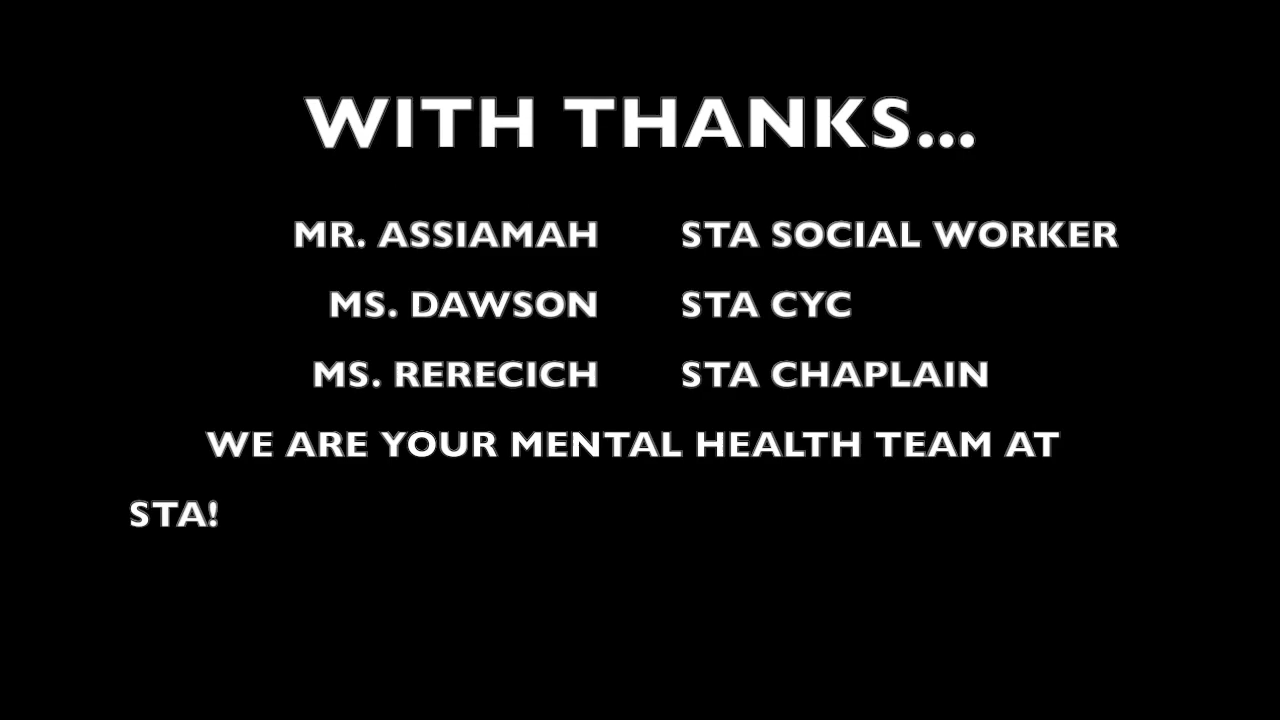 WITH THANKS...
MR. ASSIAMAH STA SOCIAL WORKER
MS. DAWSON STA CYC
MS. RERECICH STA CHAPLAIN
WE ARE YOUR MENTAL HEALTH TEAM AT
STA!